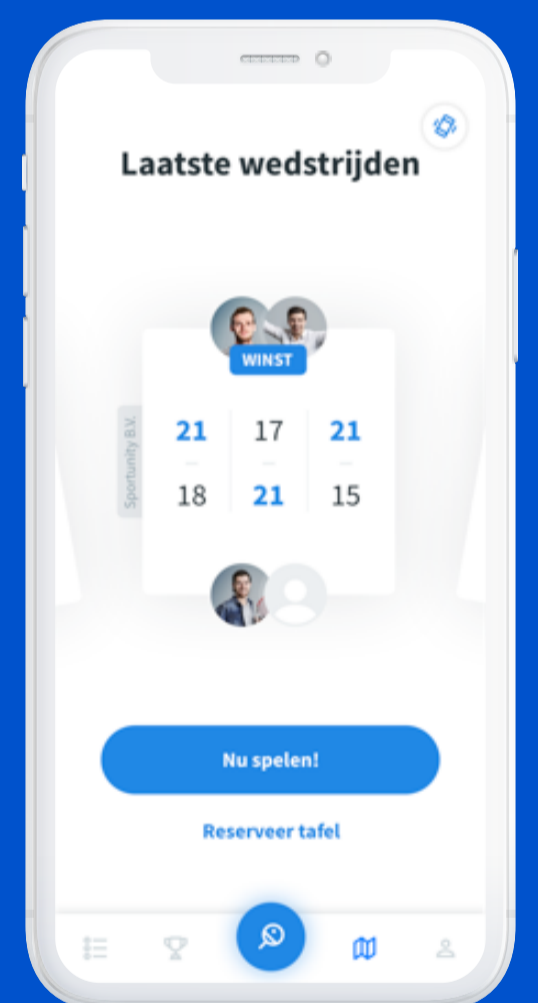 Laatste wedstrijden
WINST
Sportunity B.V.
21 17 21
18 21 15
Nu spelen!
Reserveer tafel